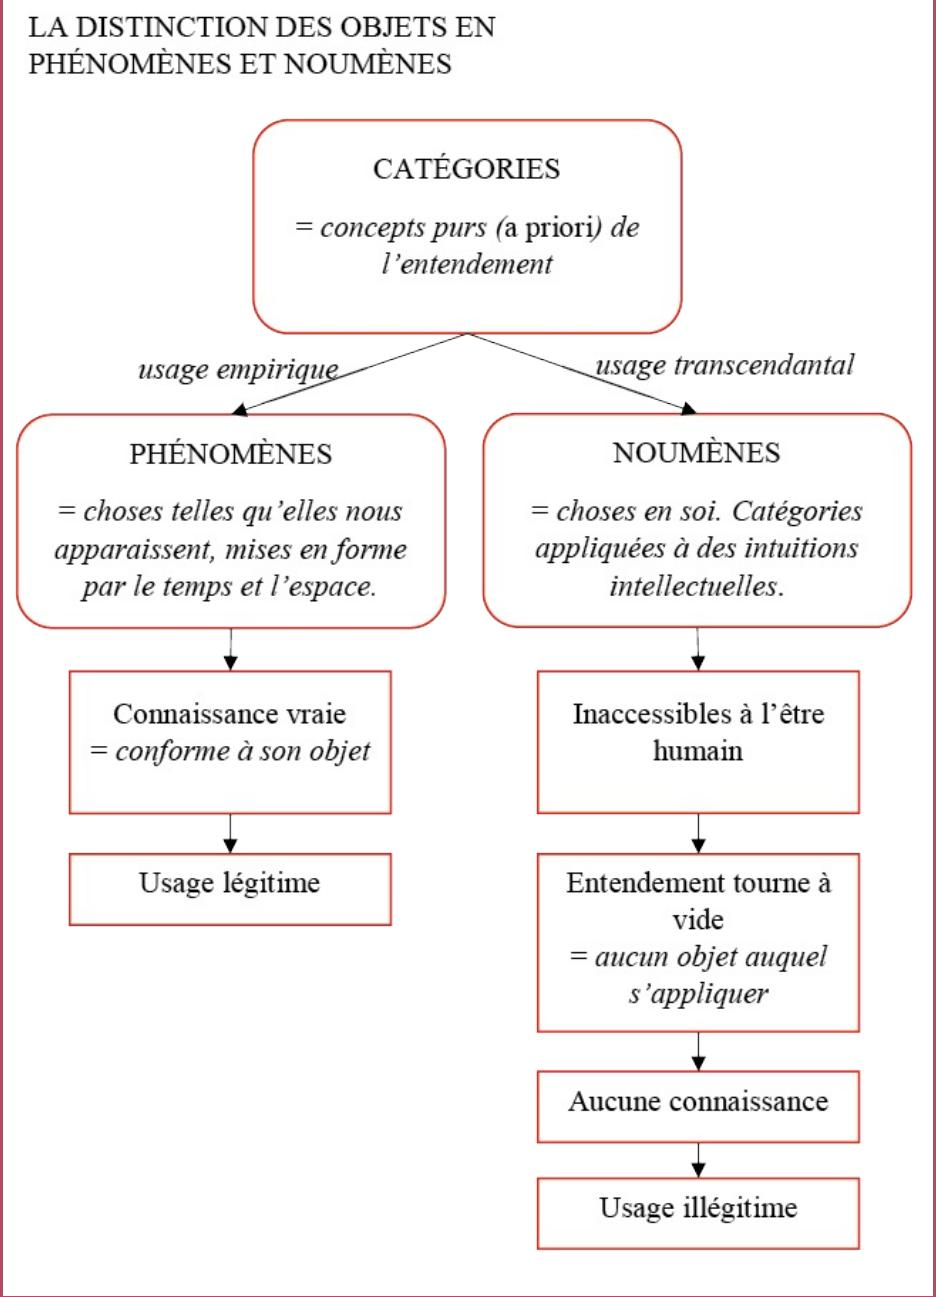 LA DISTINCTION DES OBJETS EN
PHÉNOMÈNES ET NOUMÈNES
CATÉGORIES
= concepts purs (a priori) de
l’entendement
usage empirique
usage transcendantal
PHÉNOMÈNES
= choses telles qu’elles nous
apparaissent, mises en forme
par le temps et l’espace.
NOUMÈNES
= choses en soi. Catégories
appliquées à des intuitions
intellectuelles.
Connaissance vraie
= conforme à son objet
Inaccessibles à l’être
humain
Usage légitime
Entendement tourne à
vide
= aucun objet auquel
s’appliquer
Aucune connaissance
Usage illégitime